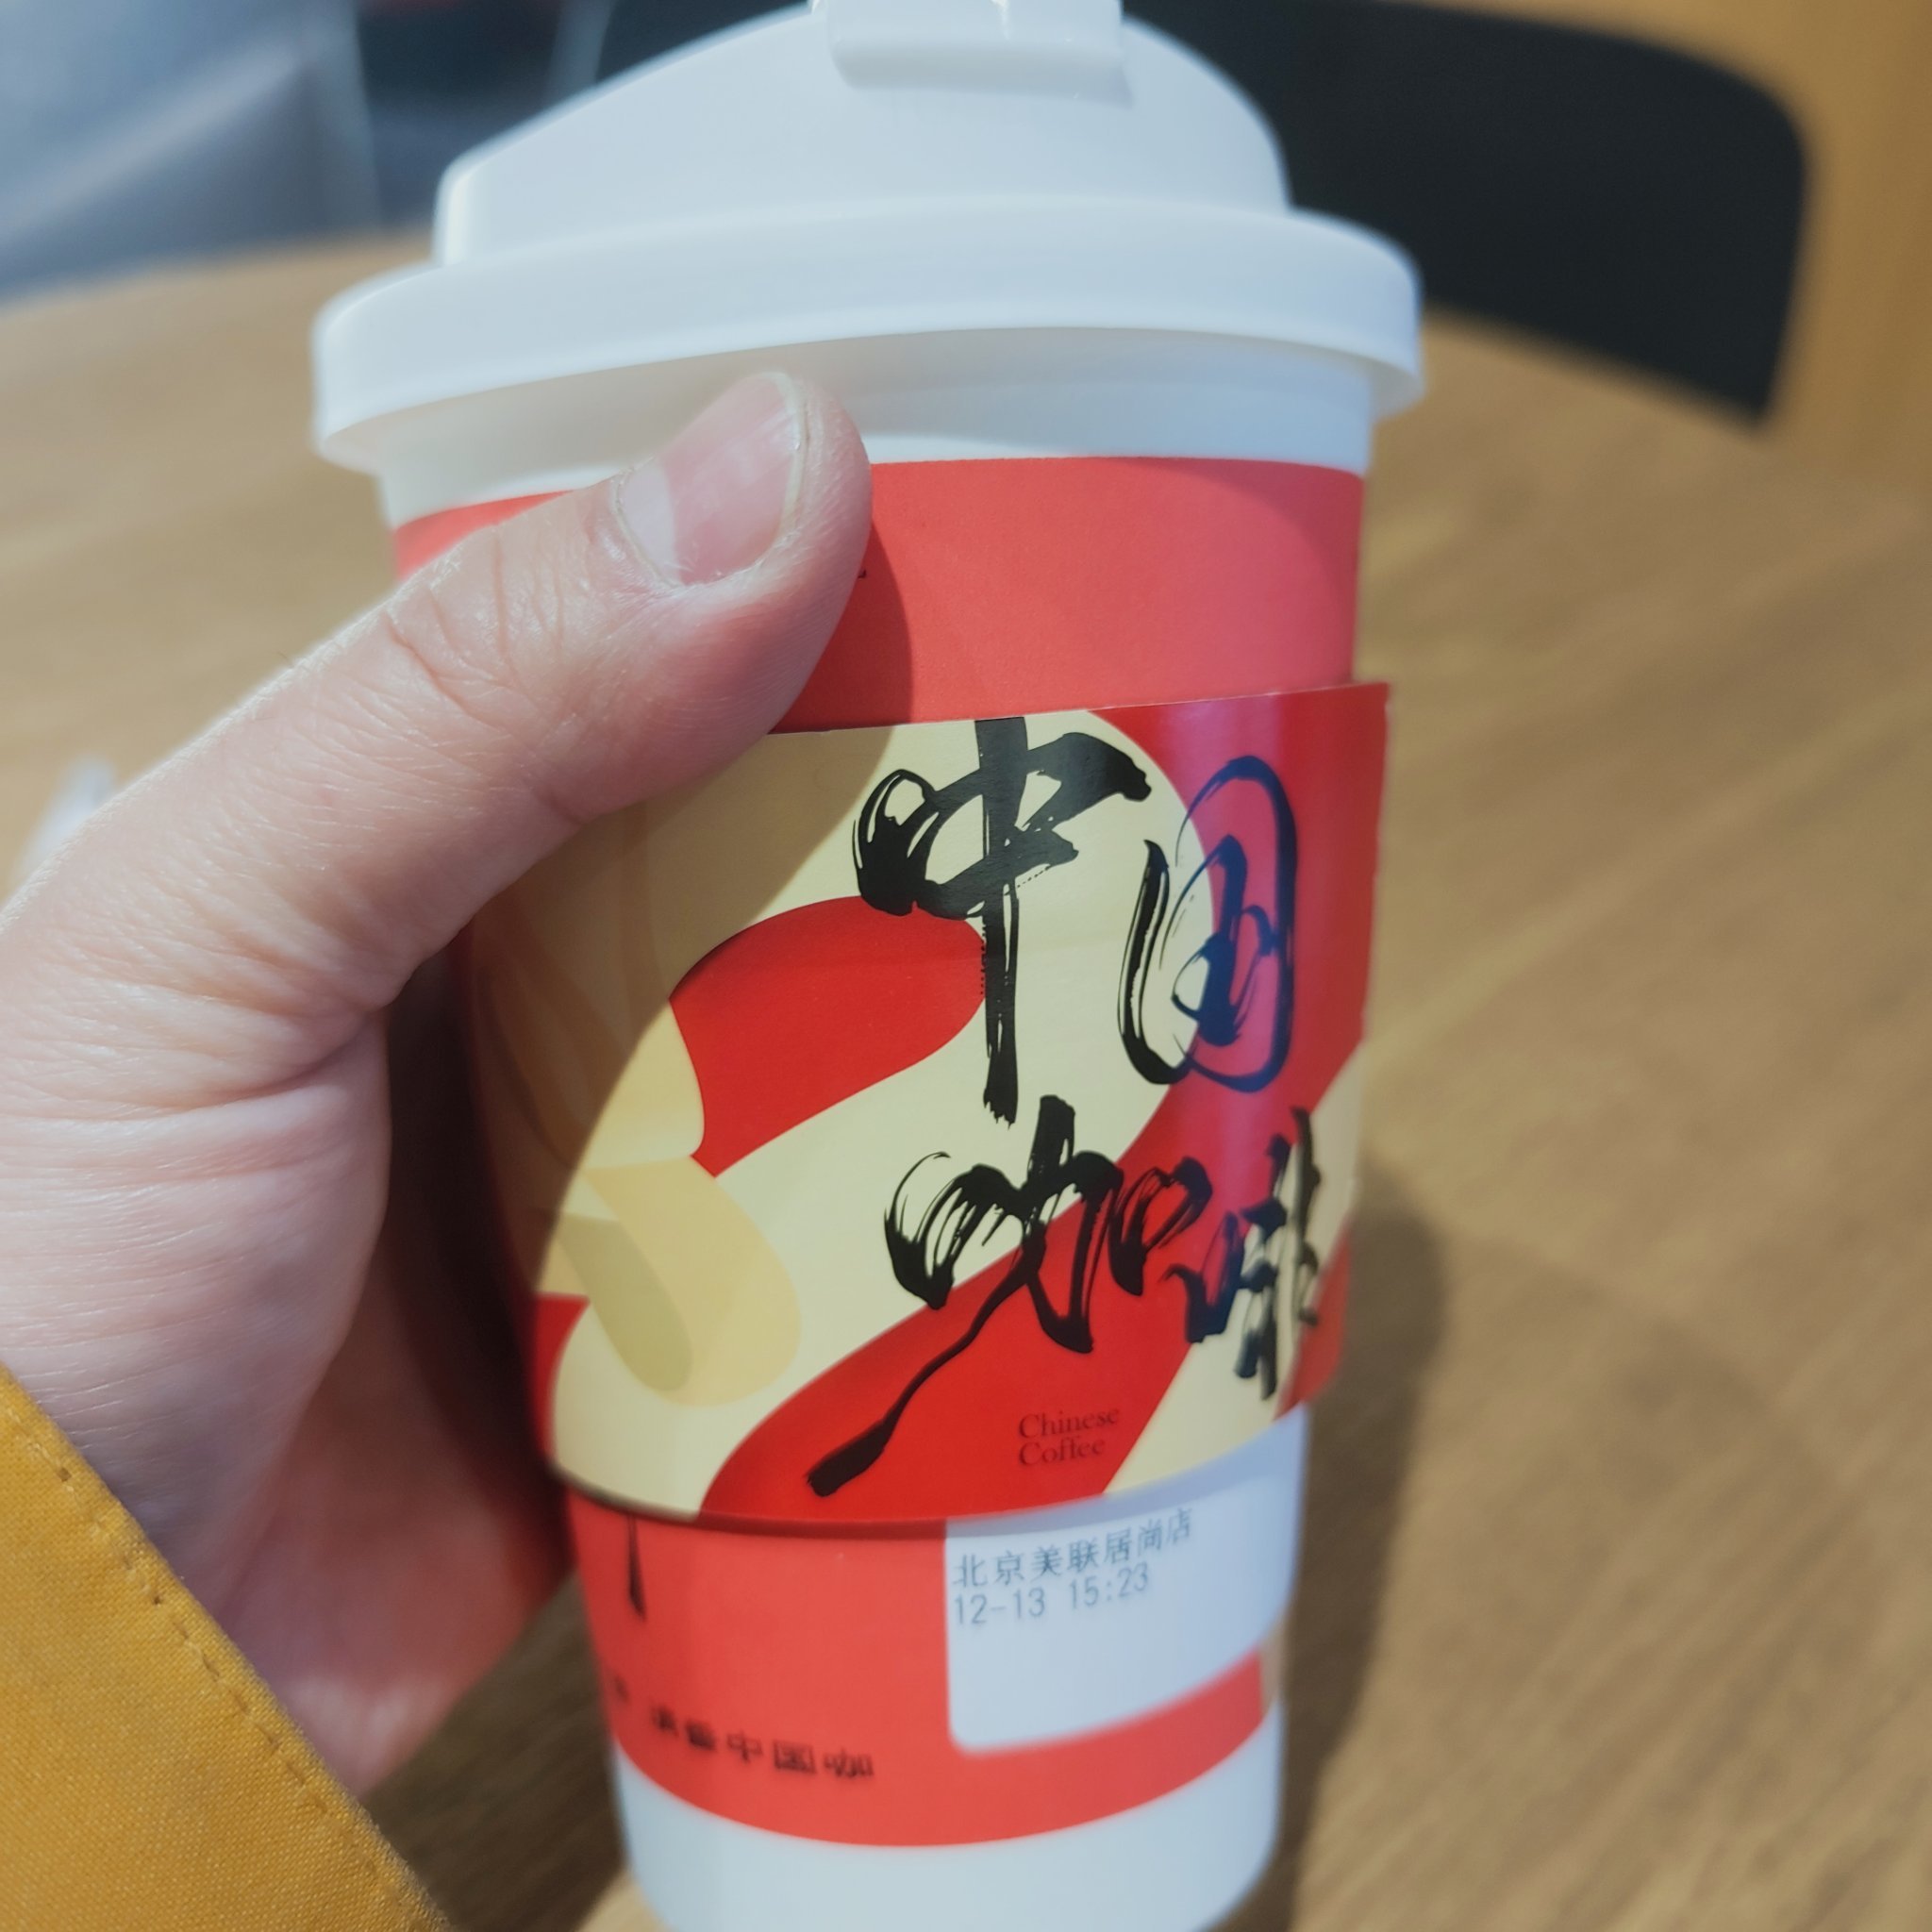 中国
咖啡
Chinese
Coffee
北京美联居尚店
12-13 15:23
中国咖